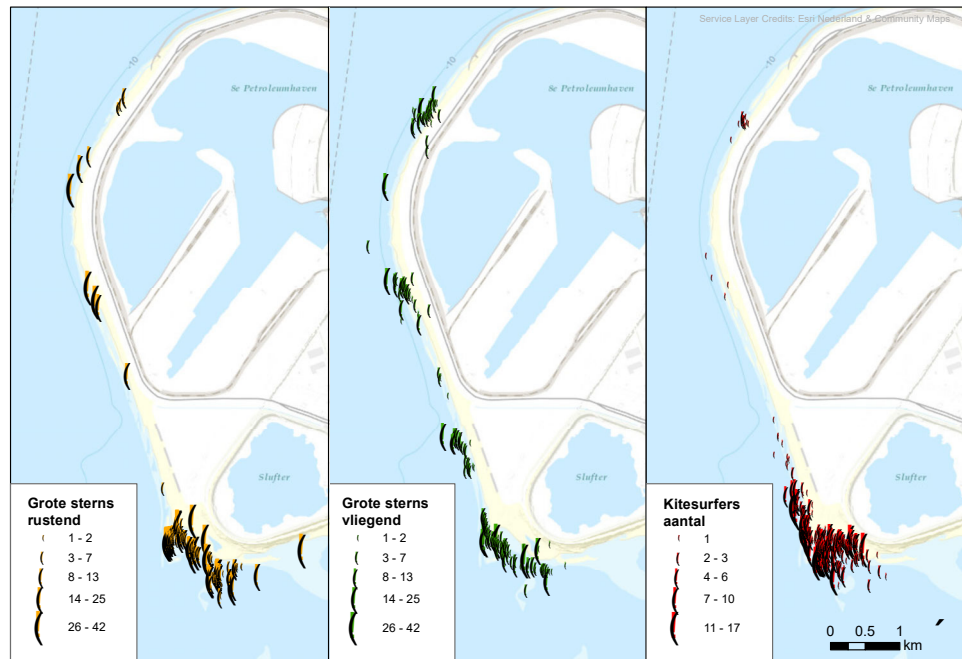 Service Layer Credits: Esri Nederland & Community Maps
-10
8e Petroleumhaven
Slufter
Grote sterns
rustend
1 - 2
3 - 7
8 - 13
14 - 25
26 - 42
-10
8e Petroleumhaven
Slufter
Grote sterns
vliegend
1 - 2
3 - 7
8 - 13
14 - 25
26 - 42
-10
8e Petroleumhaven
Slufter
Kitesurfers
aantal
1
2 - 3
4 - 6
7 - 10
11 - 17
0 0.5 1
km